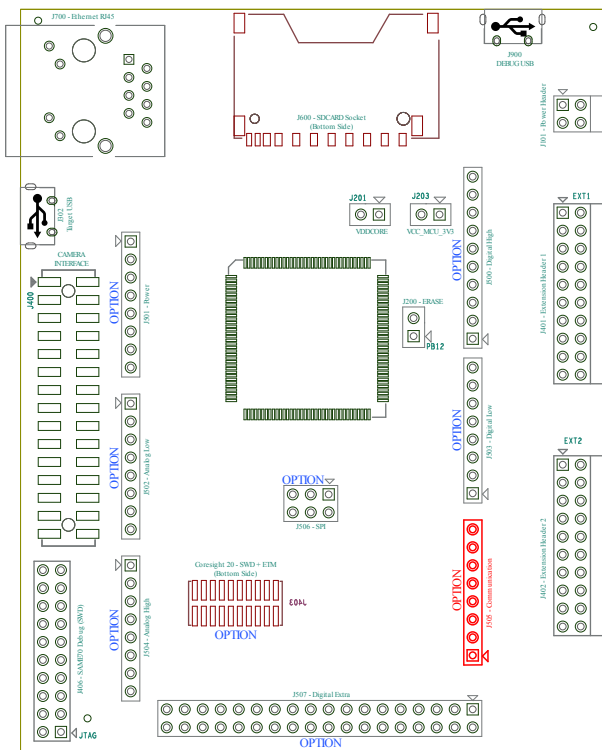 J700 - Ethernet RJ45
J900
DEBUG USB
J600 - SDCARD Socket
(Bottom Side)
J101 - Power Header
J302
Target USB
J201
VDDCORE
J203
VCC_MCU_3V3
EXT1
CAMERA
INTERFACE
J400
OPTION
J501 - Power
J200 - ERASE
PB12
OPTION
J500 - Digital High
J401 - Extension Header 1
OPTION
J502 - Analog Low
OPTION
J503 - Digital Low
EXT2
OPTION
J506 - SPI
J402 - Extension Header 2
OPTION
J505 - Communication
Coresight 20 - SWD + ETM
(Bottom Side)
J403
OPTION
OPTION
J504 - Analog High
J406 - SAME70 Debug (SWD)
JTAG
J507 - Digital Extra
OPTION